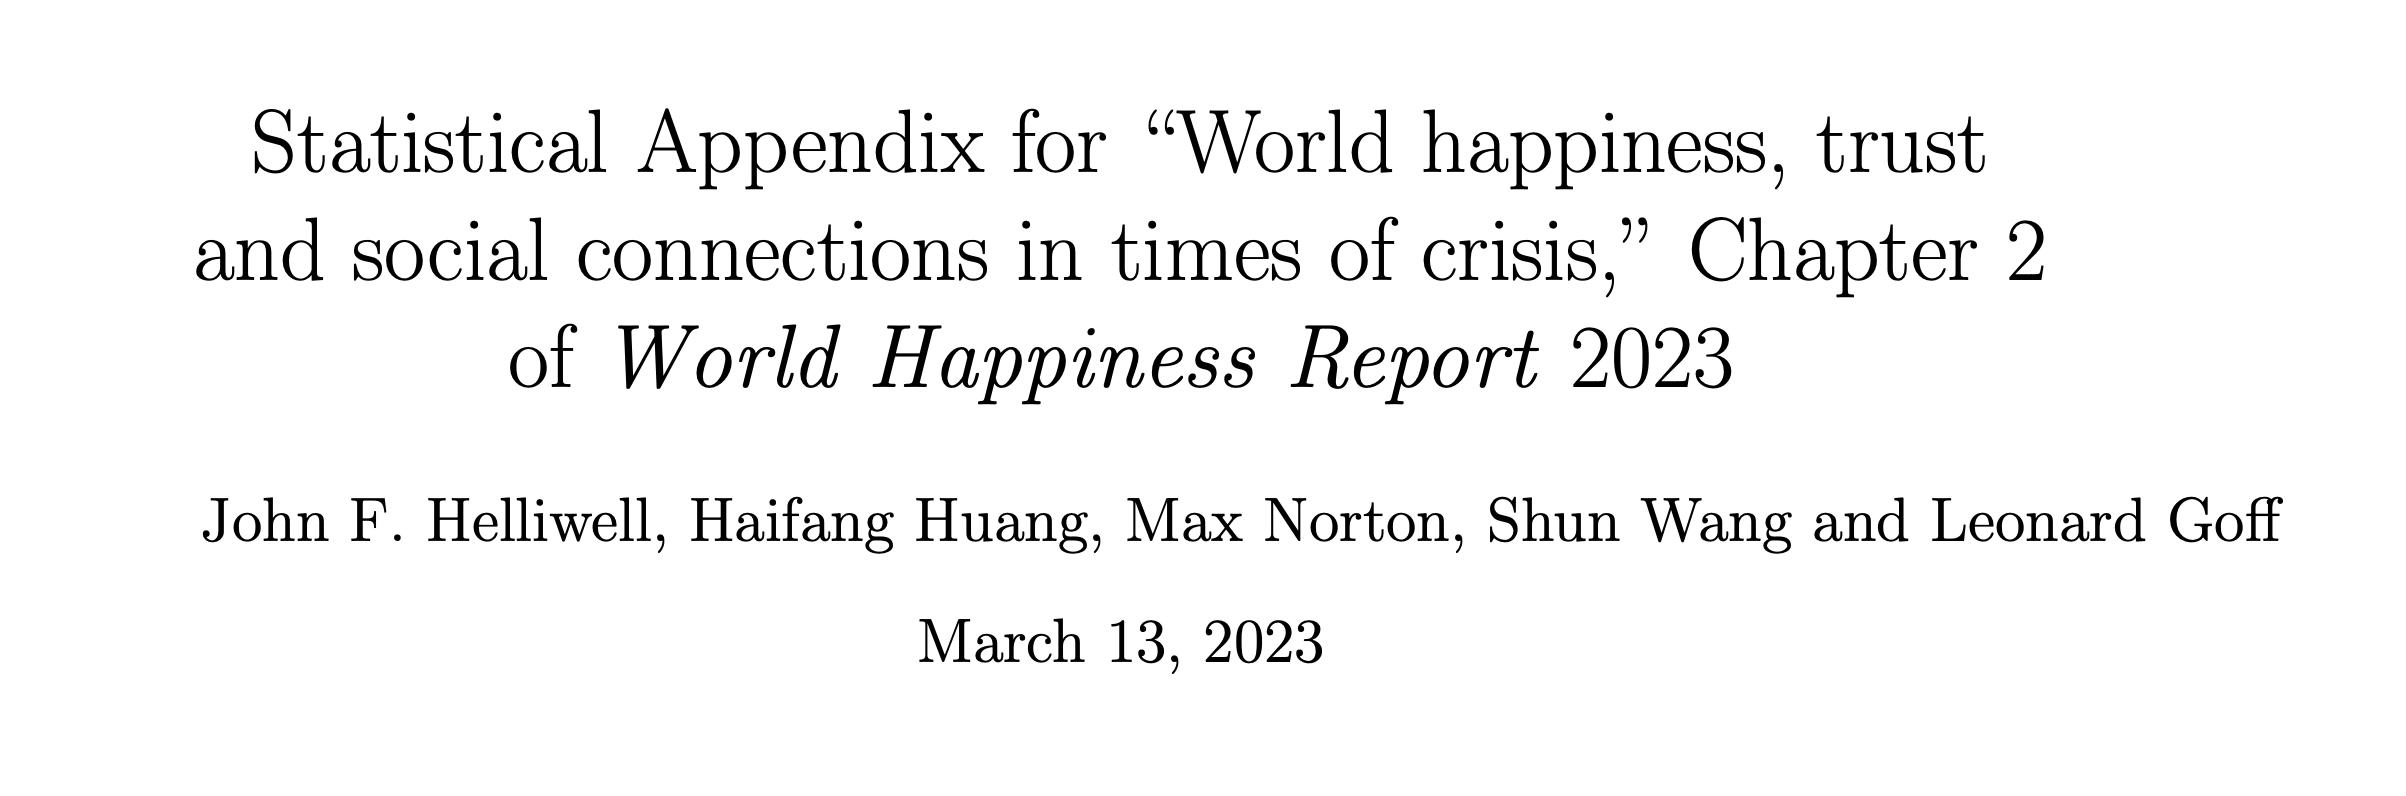 Statistical Appendix for “World happiness, trust
and social connections in times of crisis,” Chapter 2
of World Happiness Report 2023
John F. Helliwell, Haifang Huang, Max Norton, Shun Wang and Leonard Goff
March 13, 2023